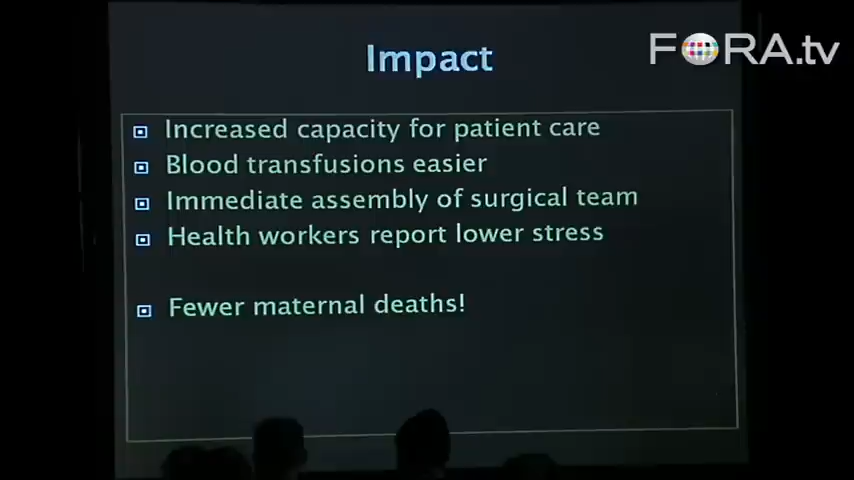 Impact
FORA.tv
Increased capacity for patient care
Blood transfusions easier
Immediate assembly of surgical team
Health workers report lower stress
Fewer maternal deaths!